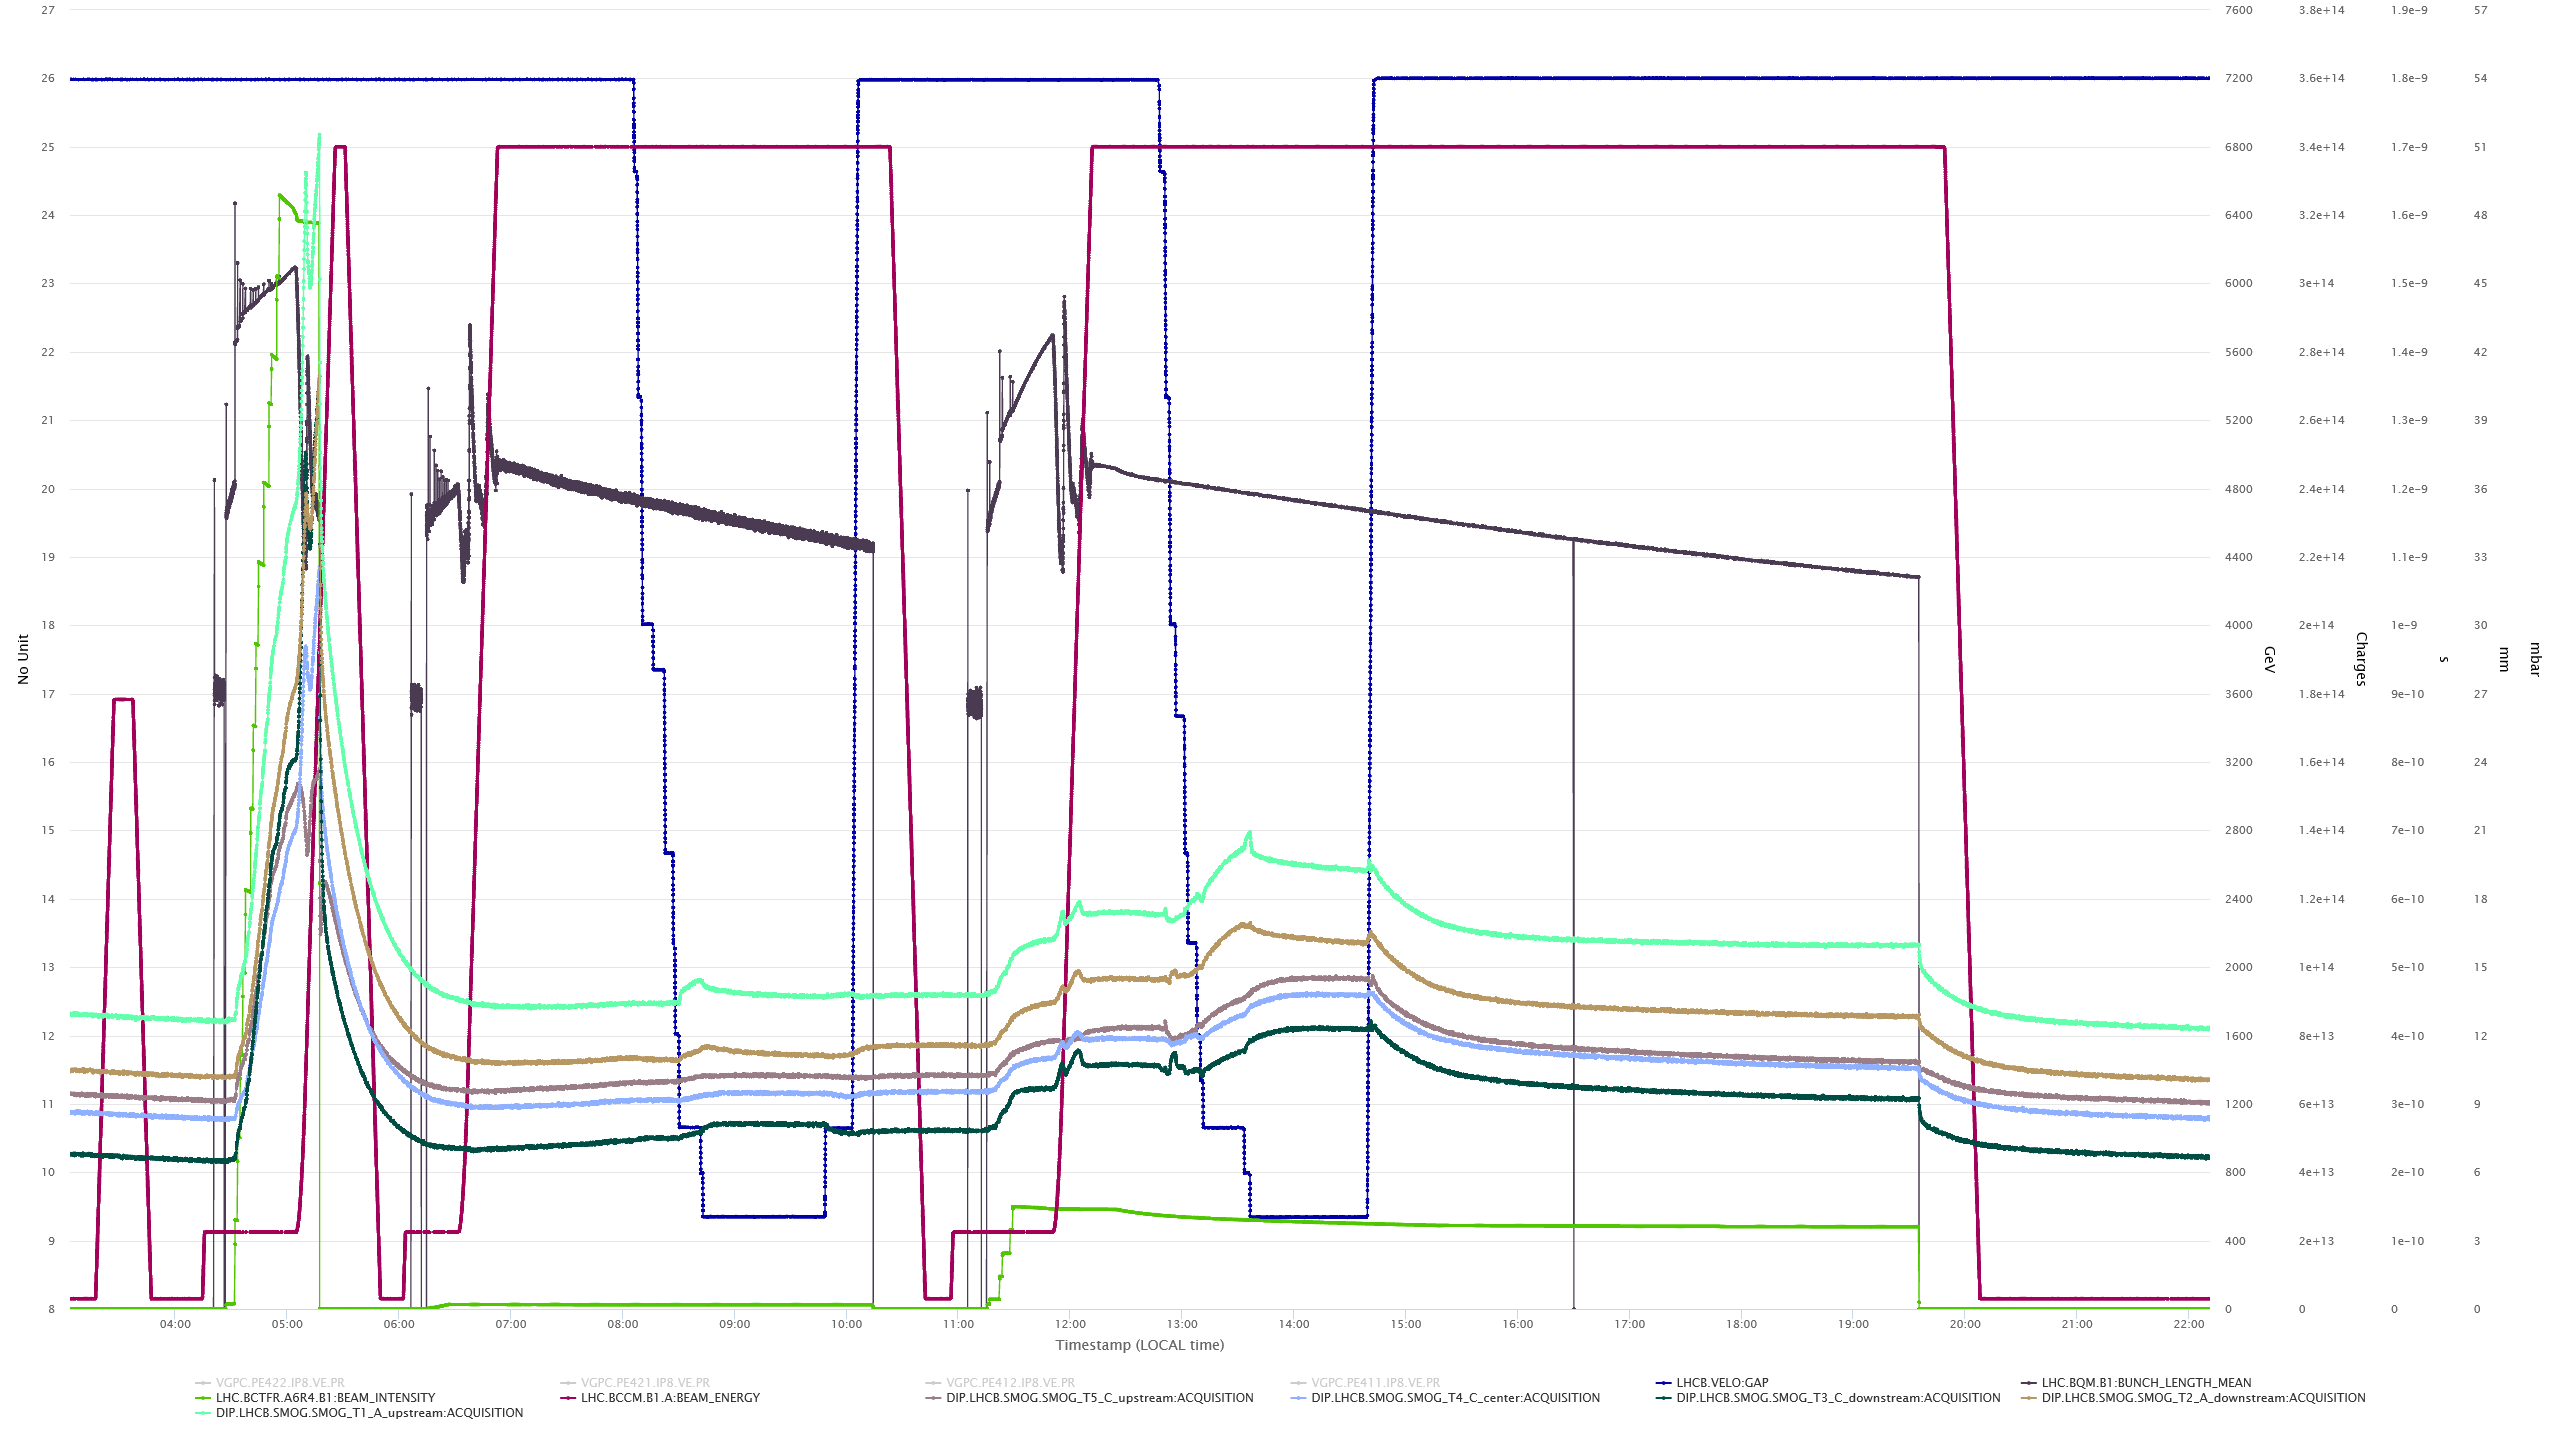 27 7600 3.8e+14 1.9e-9 57
26 7200 3.6e+14 1.8e-9 54
25 6800 3.4e+14 1.7e-9 51
24 6400 3.2e+14 1.6e-9 48
23 6000 3e+14 1.5e-9 45
22 5600 2.8e+14 1.4e-9 42
21 5200 2.6e+14 1.3e-9 39
20 4800 2.4e+14 1.2e-9 36
19 4400 2.2e+14 1.1e-9 33
18 4000 2e+14 1e-9 30
No Unit GeV Charges s mm mbar
17 3600 1.8e+14 9e-10 27
16 3200 1.6e+14 8e-10 24
15 2800 1.4e+14 7e-10 21
14 2400 1.2e+14 6e-10 18
13 2000 1e+14 5e-10 15
12 1600 8e+13 4e-10 12
11 1200 6e+13 3e-10 9
10 800 4e+13 2e-10 6
9 400 2e+13 1e-10 3
8 0 0 0 0
04:00 05:00 06:00 07:00 08:00 09:00 10:00 11:00 12:00 13:00 14:00 15:00 16:00 17:00 18:00 19:00 20:00 21:00 22:00
Timestamp (LOCAL time)
VGPC.PE422.IP8.VE.PR VGPC.PE421.IP8.VE.PR VGPC.PE412.IP8.VE.PR VGPC.PE411.IP8.VE.PR LHCB.VELO:GAP LHC.BQM.B1:BUNCH_LENGTH_MEAN
LHC.BCTFR.A6R4.B1:BEAM_INTENSITY LHC.BCCM.B1.A:BEAM_ENERGY DIP.LHCB.SMOG.SMOG_T5_C_upstream:ACQUISITION DIP.LHCB.SMOG.SMOG_T4_C_center:ACQUISITION DIP.LHCB.SMOG.SMOG_T3_C_downstream:ACQUISITION DIP.LHCB.SMOG.SMOG_T2_A_downstream:ACQUISITION
DIP.LHCB.SMOG.SMOG_T1_A_upstream:ACQUISITION